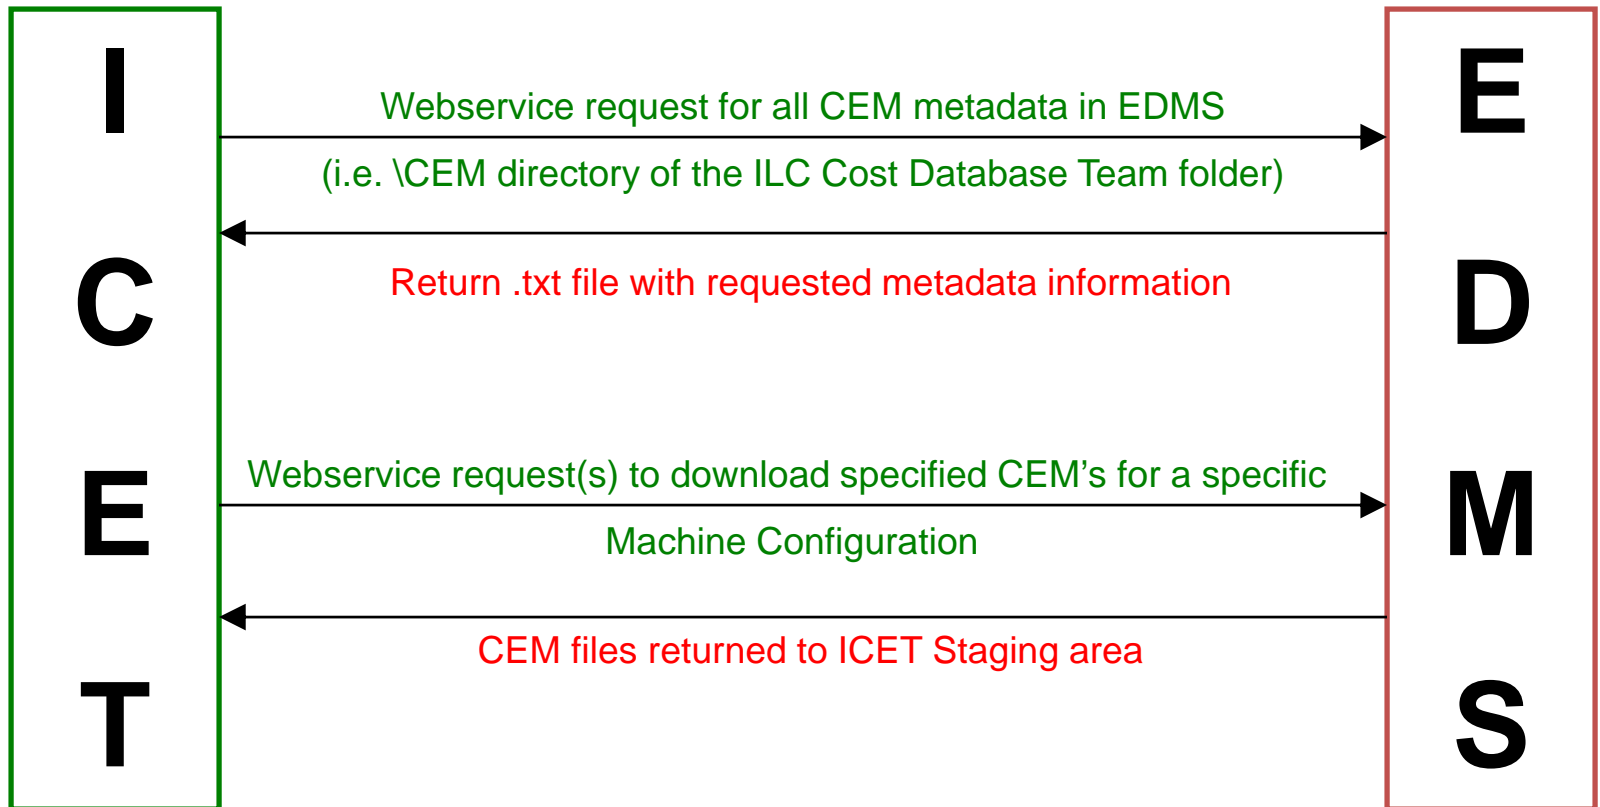 I
C
E
T
Webservice request for all CEM metadata in EDMS
(i.e. \CEM directory of the ILC Cost Database Team folder)
Return .txt file with requested metadata information
Webservice request(s) to download specified CEM’s for a specific
Machine Configuration
CEM files returned to ICET Staging area
E
D
M
S